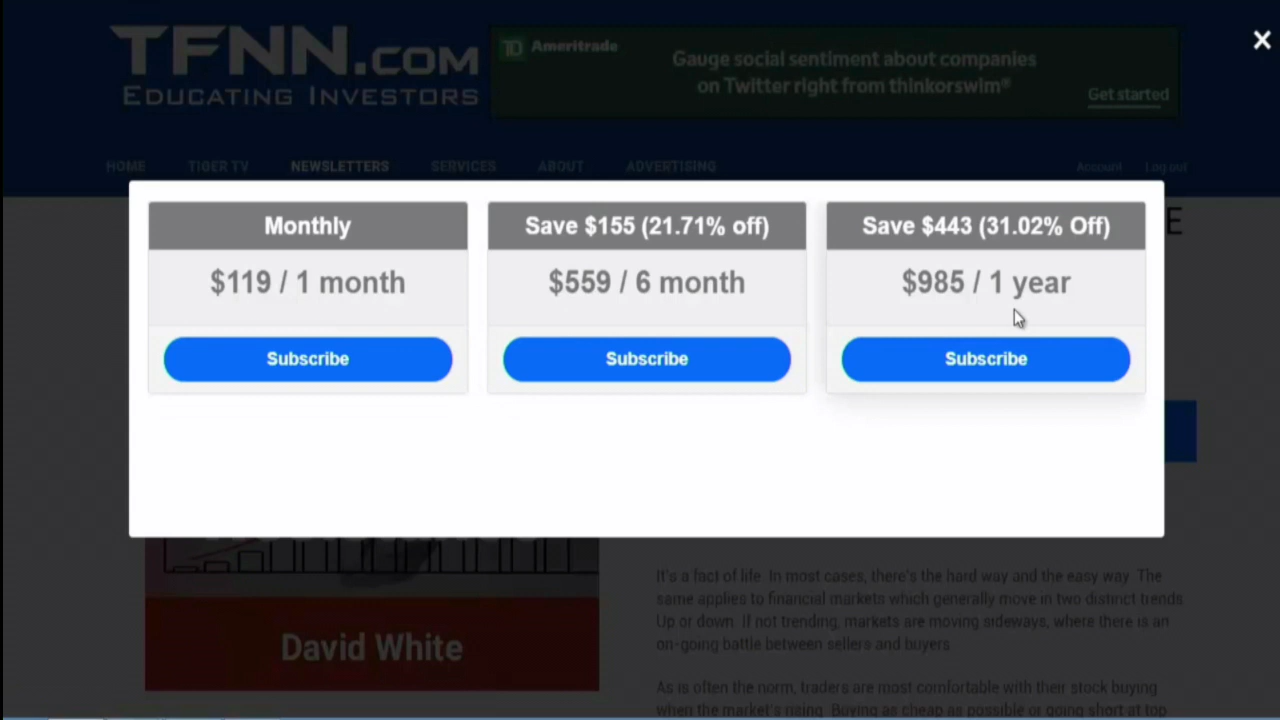 TFNN.COM
EDUCATING INVESTORS
TD Ameritrade
Gauge social sentiment about companies
on Twitter right from thinkorswim®
Get started
HOME TIGER TV NEWSLETTERS SERVICES ABOUT ADVERTISING Account Log out
E
Monthly
$119 / 1 month
Subscribe
Save $155 (21.71% off)
$559 / 6 month
Subscribe
Save $443 (31.02% Off)
$985 / 1 year
Subscribe
David White
It's a fact of life. In most cases, there's the hard way and the easy way. The
same applies to financial markets which generally move in two distinct trends
Up or down. If not trending, markets are moving sideways, where there is an
on-going battle between sellers and buyers
As is often the norm, traders are most comfortable with their stock buying
when the market's rising. Buying as cheap as possible or going short at top